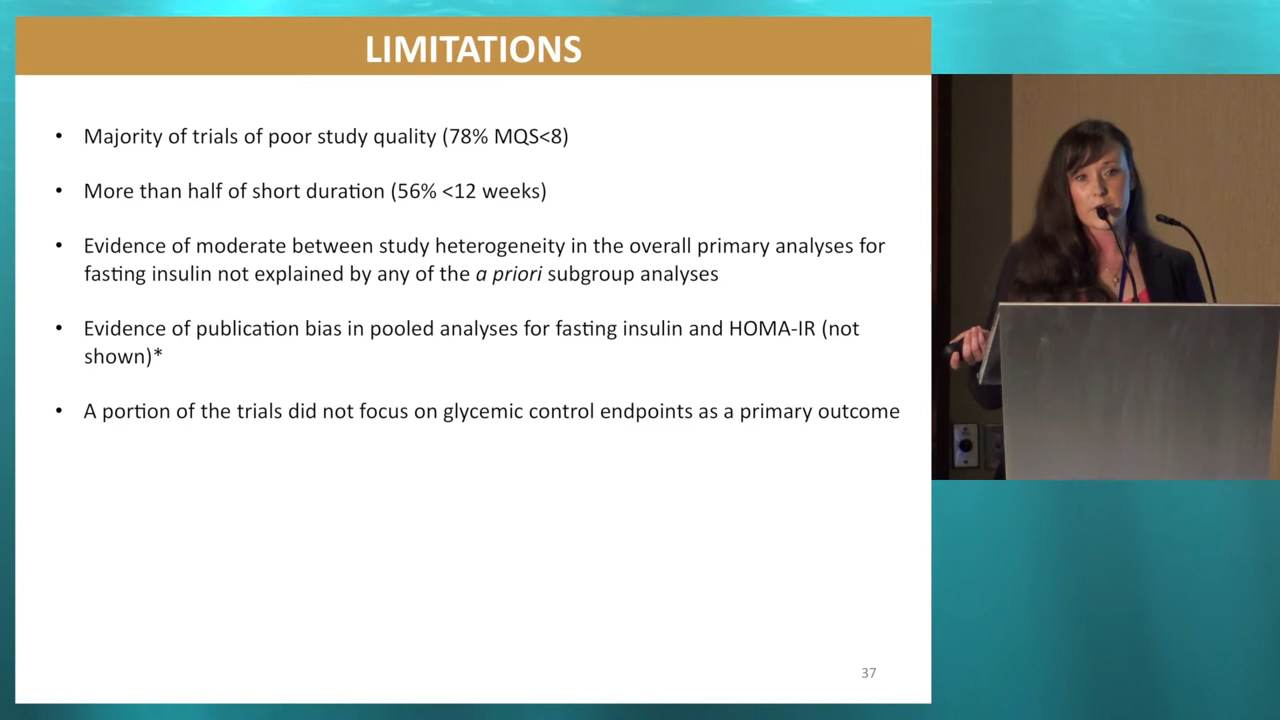 LIMITATIONS
• Majority of trials of poor study quality (78% MQS<8)
• More than half of short duration (56% <12 weeks)
• Evidence of moderate between study heterogeneity in the overall primary analyses for
fasting insulin not explained by any of the a priori subgroup analyses
• Evidence of publication bias in pooled analyses for fasting insulin and HOMA-IR (not
shown)*
• A portion of the trials did not focus on glycemic control endpoints as a primary outcome
37